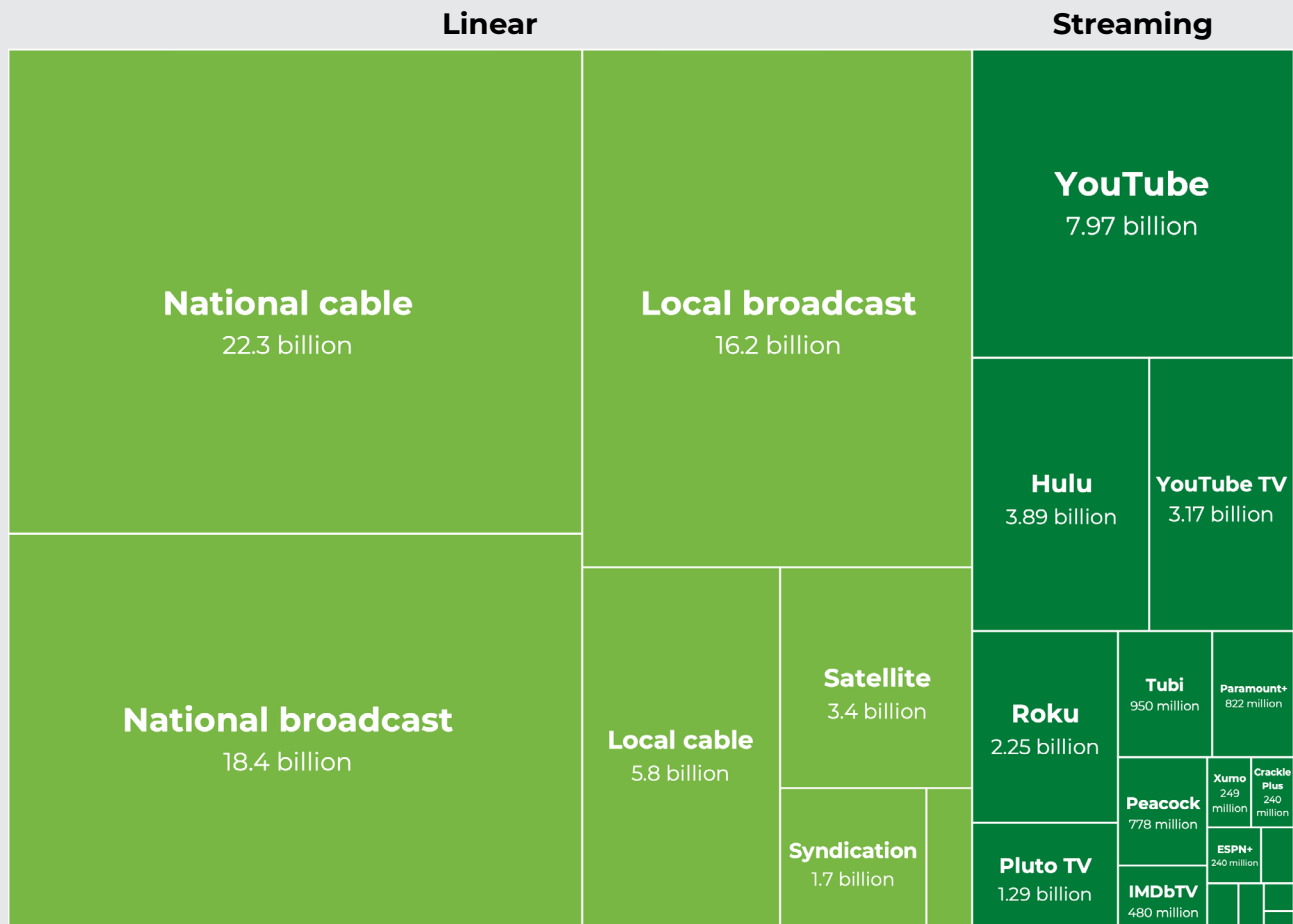 Linear
Streaming
National cable
22.3 billion
National broadcast
18.4 billion
Local broadcast
16.2 billion
Local cable
5.8 billion
Satellite
3.4 billion
Syndication
1.7 billion
YouTube
7.97 billion
Hulu
3.89 billion
YouTube TV
3.17 billion
Roku
2.25 billion
Pluto TV
1.29 billion
Tubi
950 million
Paramount+
822 million
Peacock
778 million
IMDbTV
480 million
Xumo
249
million
Crackle
Plus
240
million
ESPN+
240 million